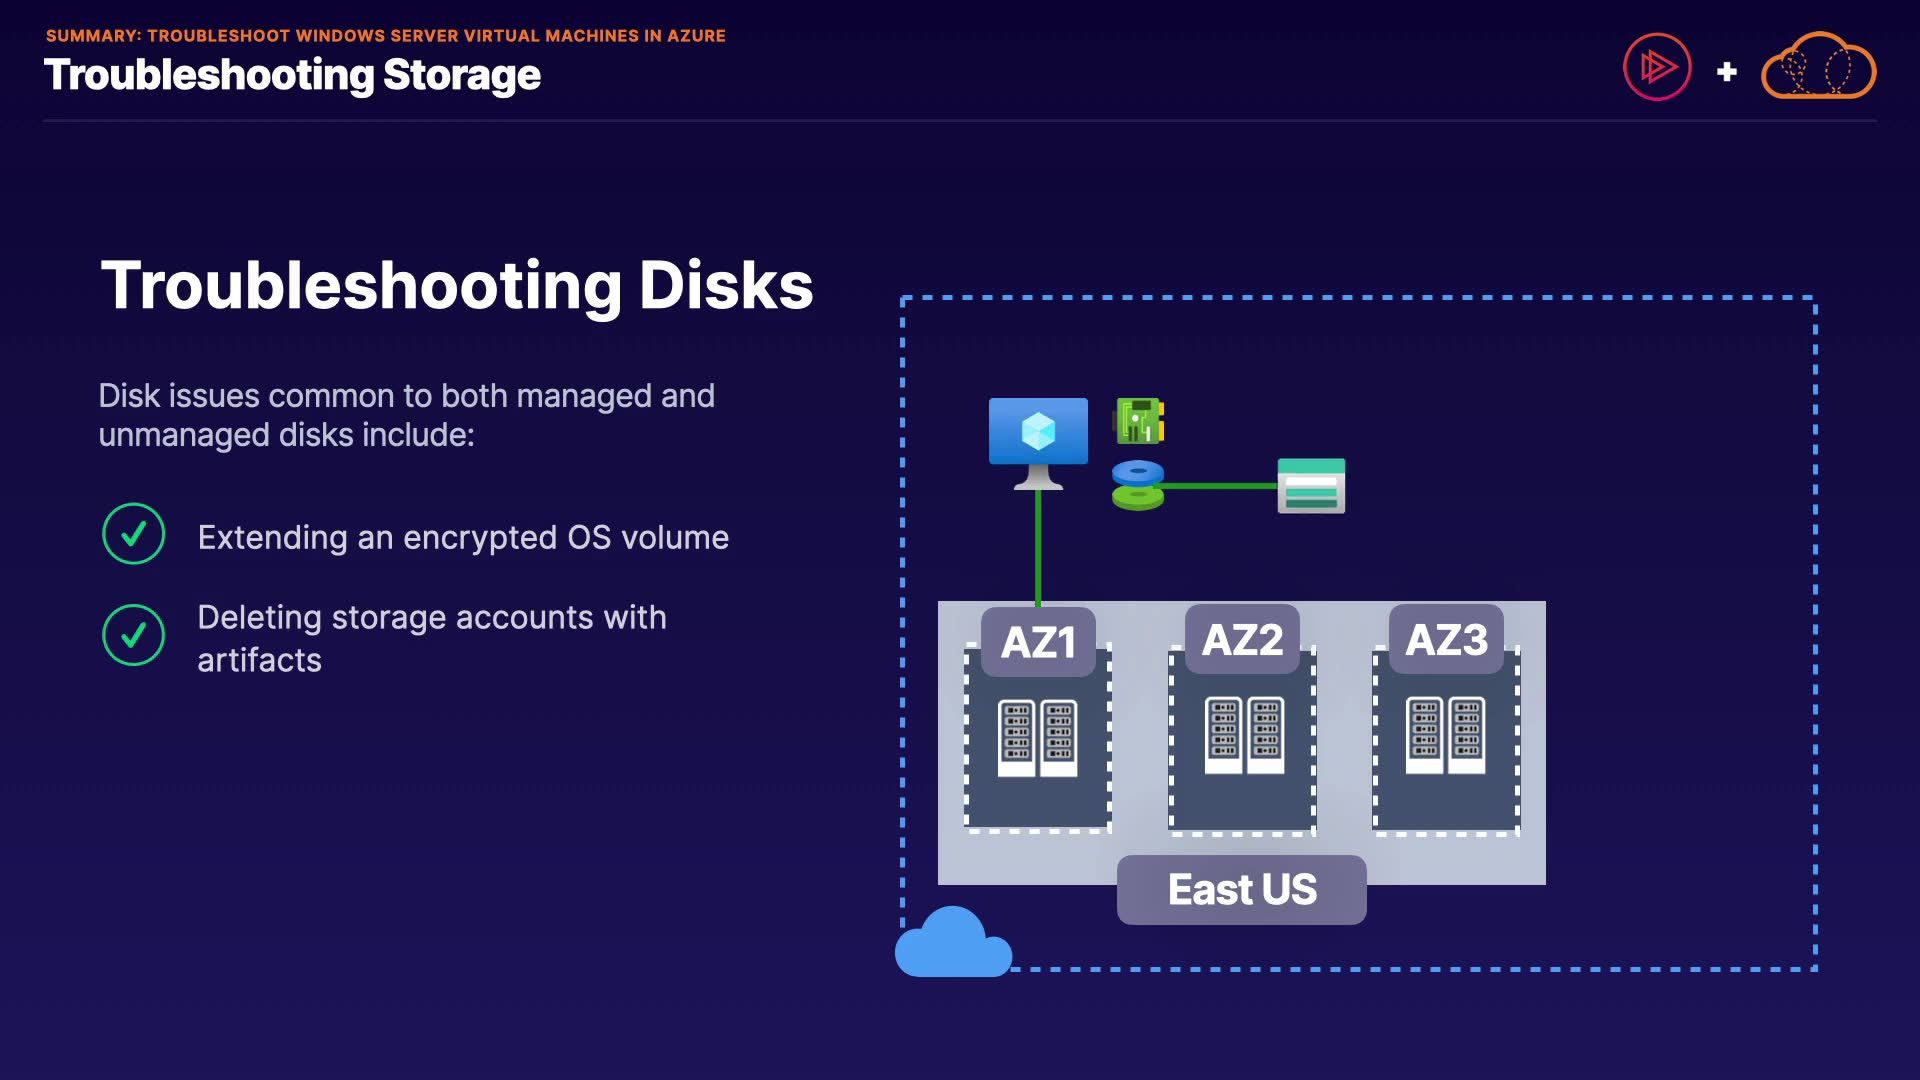 SUMMARY: TROUBLESHOOT WINDOWS SERVER VIRTUAL MACHINES IN AZURE
Troubleshooting Storage
Troubleshooting Disks
Disk issues common to both managed and
unmanaged disks include:
Extending an encrypted OS volume
Deleting storage accounts with
artifacts
AZ1
AZ2
AZ3
East US